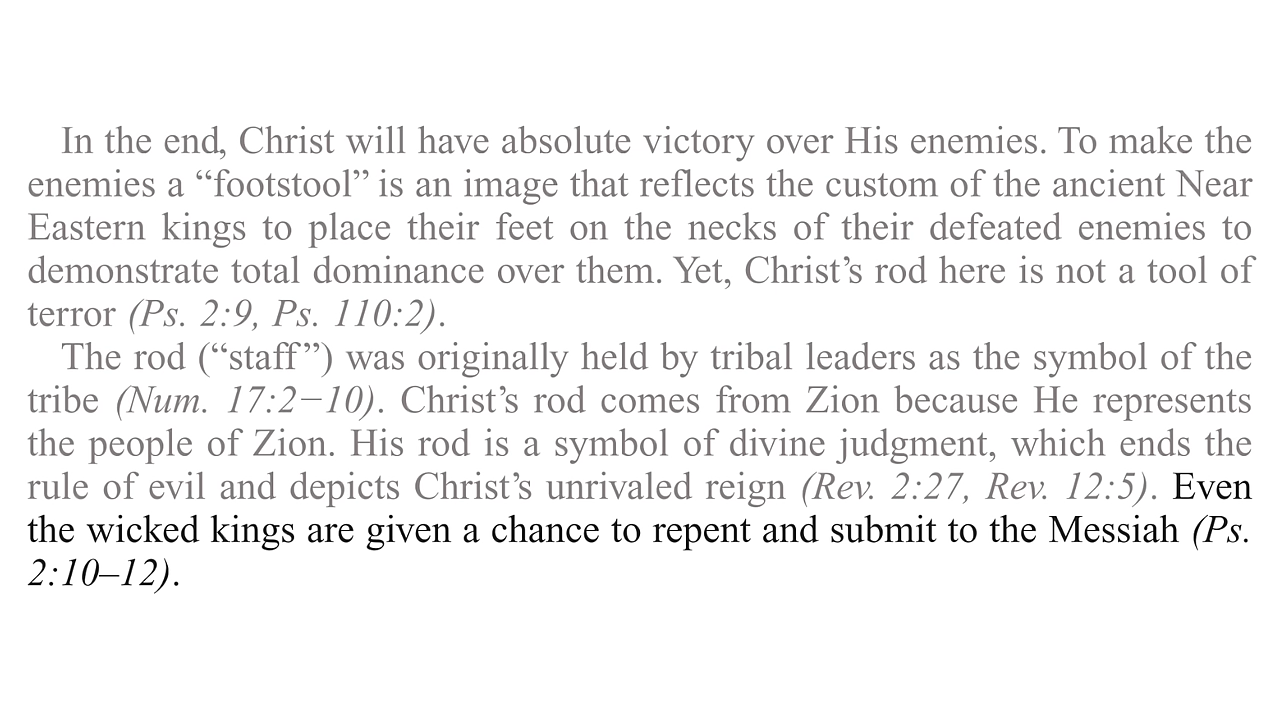 In the end, Christ will have absolute victory over His enemies. To make the
enemies a “footstool” is an image that reflects the custom of the ancient Near
Eastern kings to place their feet on the necks of their defeated enemies to
demonstrate total dominance over them. Yet, Christ’s rod here is not a tool of
terror (Ps. 2:9, Ps. 110:2).
The rod (“staff”) was originally held by tribal leaders as the symbol of the
tribe (Num. 17:2−10). Christ’s rod comes from Zion because He represents
the people of Zion. His rod is a symbol of divine judgment, which ends the
rule of evil and depicts Christ’s unrivaled reign (Rev. 2:27, Rev. 12:5). Even
the wicked kings are given a chance to repent and submit to the Messiah (Ps.
2:10–12).